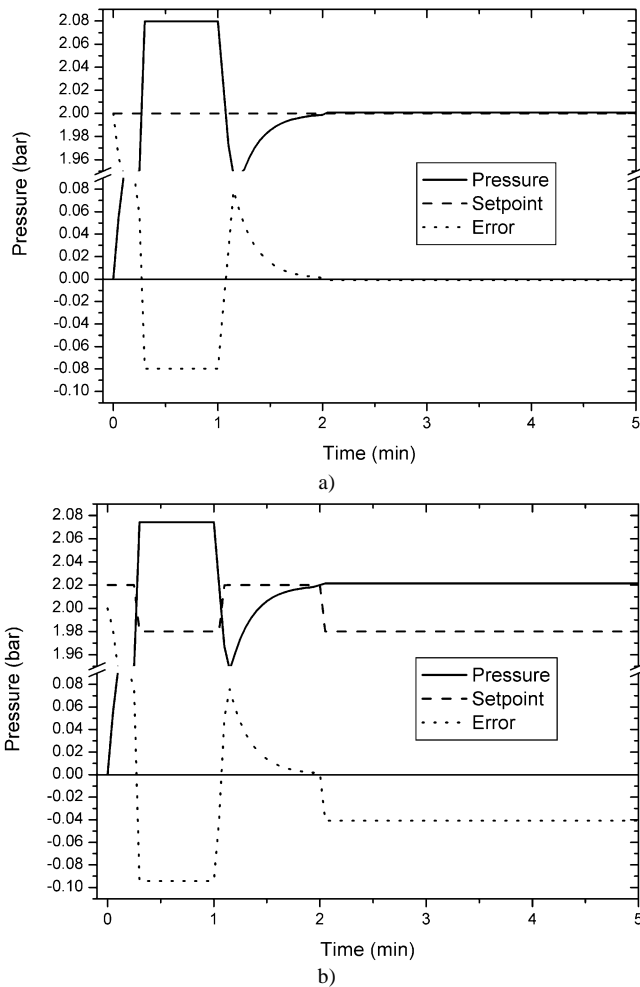 2.08
2.06
2.04
2.02
2.00
1.98
1.96
0.08
0.06
0.04
0.02
0.00
-0.02
-0.04
-0.06
-0.08
-0.10
Pressure (bar)
Pressure
Setpoint
Error
0 1 2 3 4 5
Time (min)
a)
2.08
2.06
2.04
2.02
2.00
1.98
1.96
0.08
0.06
0.04
0.02
0.00
-0.02
-0.04
-0.06
-0.08
-0.10
Pressure (bar)
Pressure
Setpoint
Error
0 1 2 3 4 5
Time (min)
b)